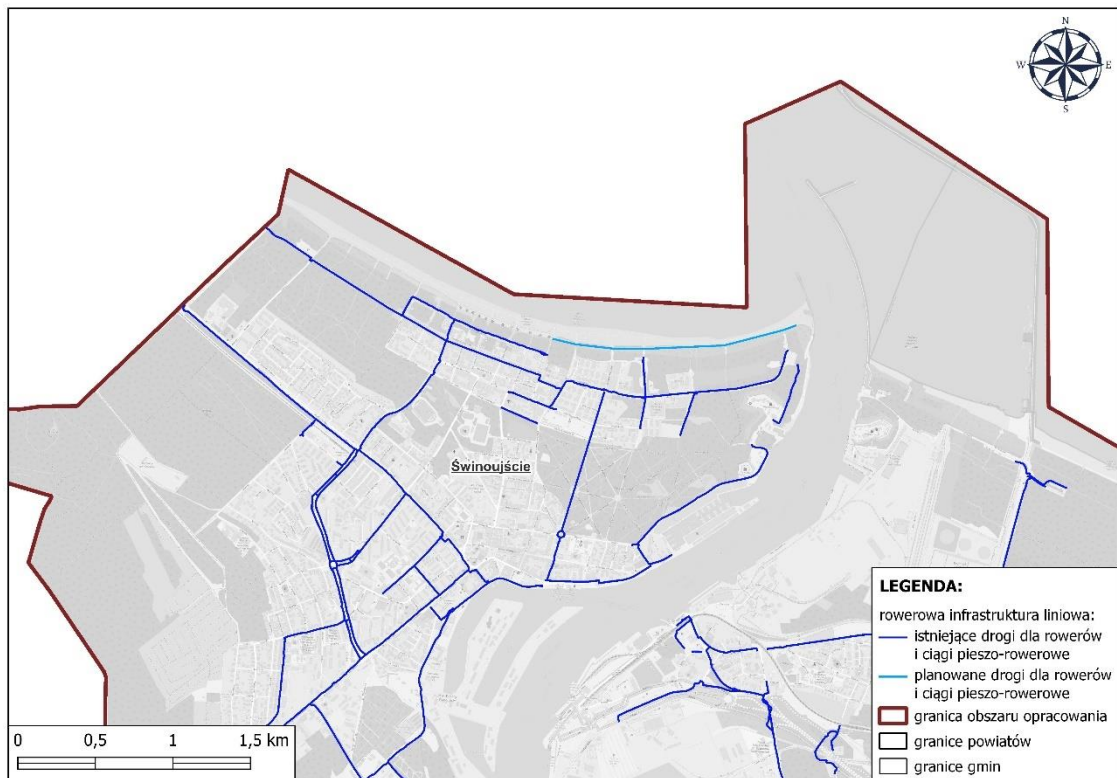 N
W
E
S
Świnoujście
LEGENDA:
rowerowa infrastruktura liniowa:
istniejące drogi dla rowerów
i ciągi pieszo-rowerowe
planowane drogi dla rowerów
i ciągi pieszo-rowerowe
granica obszaru opracowania
granice powiatów
granice gmin
0 0,5 1 1,5 km